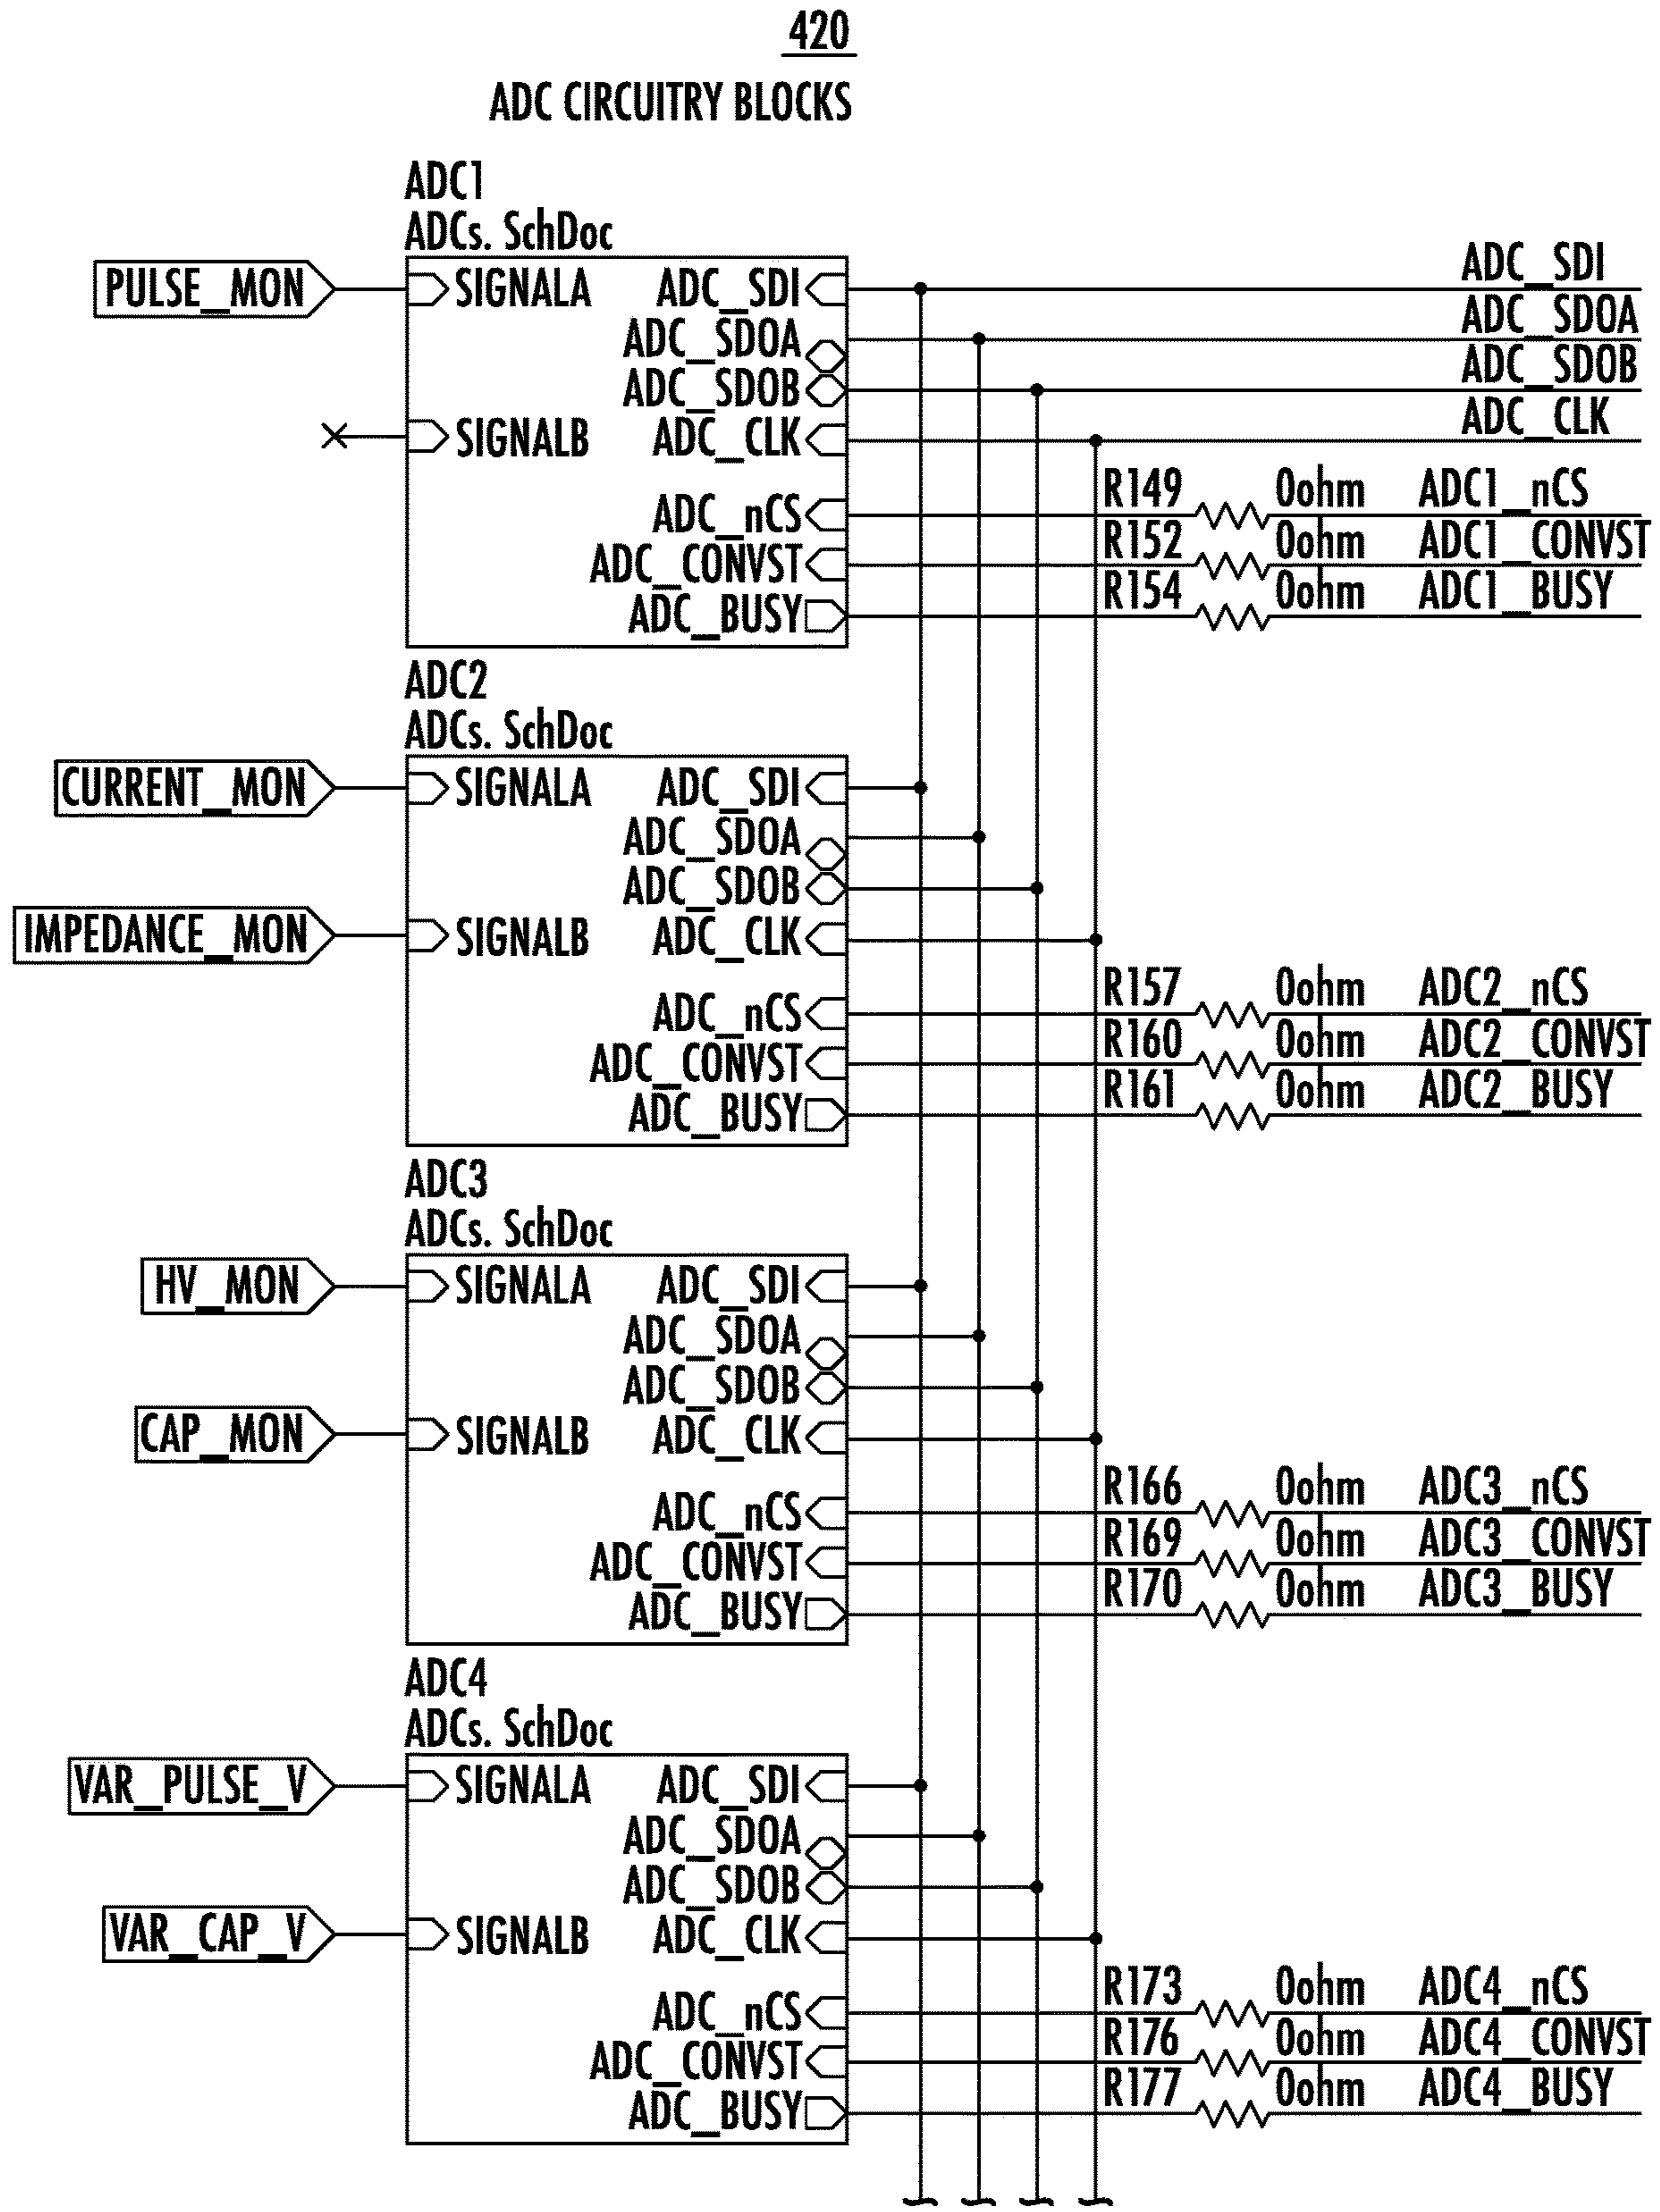 420
ADC CIRCUITRY BLOCKS
ADC1
ADCs. SchDoc
PULSE_MON SIGNALA ADC_SDI ADC_SDI
ADC_SDOA ADC_SDOA
ADC_SDOB ADC_SDOB
SIGNALB ADC_CLK ADC_CLK
ADC_nCS R149 0ohm ADC1_nCS
ADC_CONVST R152 0ohm ADC1_CONVST
ADC_BUSY R154 0ohm ADC1_BUSY
ADC2
ADCs. SchDoc
CURRENT_MON SIGNALA ADC_SDI
ADC_SDOA
ADC_SDOB
IMPEDANCE_MON SIGNALB ADC_CLK
ADC_nCS R157 0ohm ADC2_nCS
ADC_CONVST R160 0ohm ADC2_CONVST
ADC_BUSY R161 0ohm ADC2_BUSY
ADC3
ADCs. SchDoc
HV_MON SIGNALA ADC_SDI
ADC_SDOA
ADC_SDOB
CAP_MON SIGNALB ADC_CLK
ADC_nCS R166 0ohm ADC3_nCS
ADC_CONVST R169 0ohm ADC3_CONVST
ADC_BUSY R170 0ohm ADC3_BUSY
ADC4
ADCs. SchDoc
VAR_PULSE_V SIGNALA ADC_SDI
ADC_SDOA
ADC_SDOB
VAR_CAP_V SIGNALB ADC_CLK
ADC_nCS R173 0ohm ADC4_nCS
ADC_CONVST R176 0ohm ADC4_CONVST
ADC_BUSY R177 0ohm ADC4_BUSY